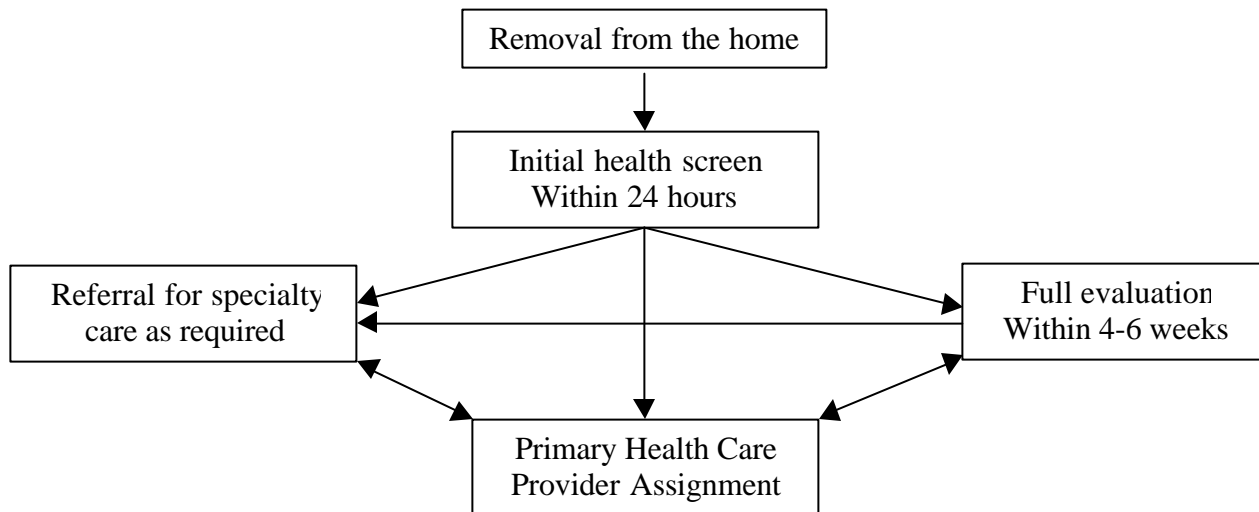 Removal from the home
Initial health screen
Within 24 hours
Referral for specialty
care as required
Full evaluation
Within 4-6 weeks
Primary Health Care
Provider Assignment